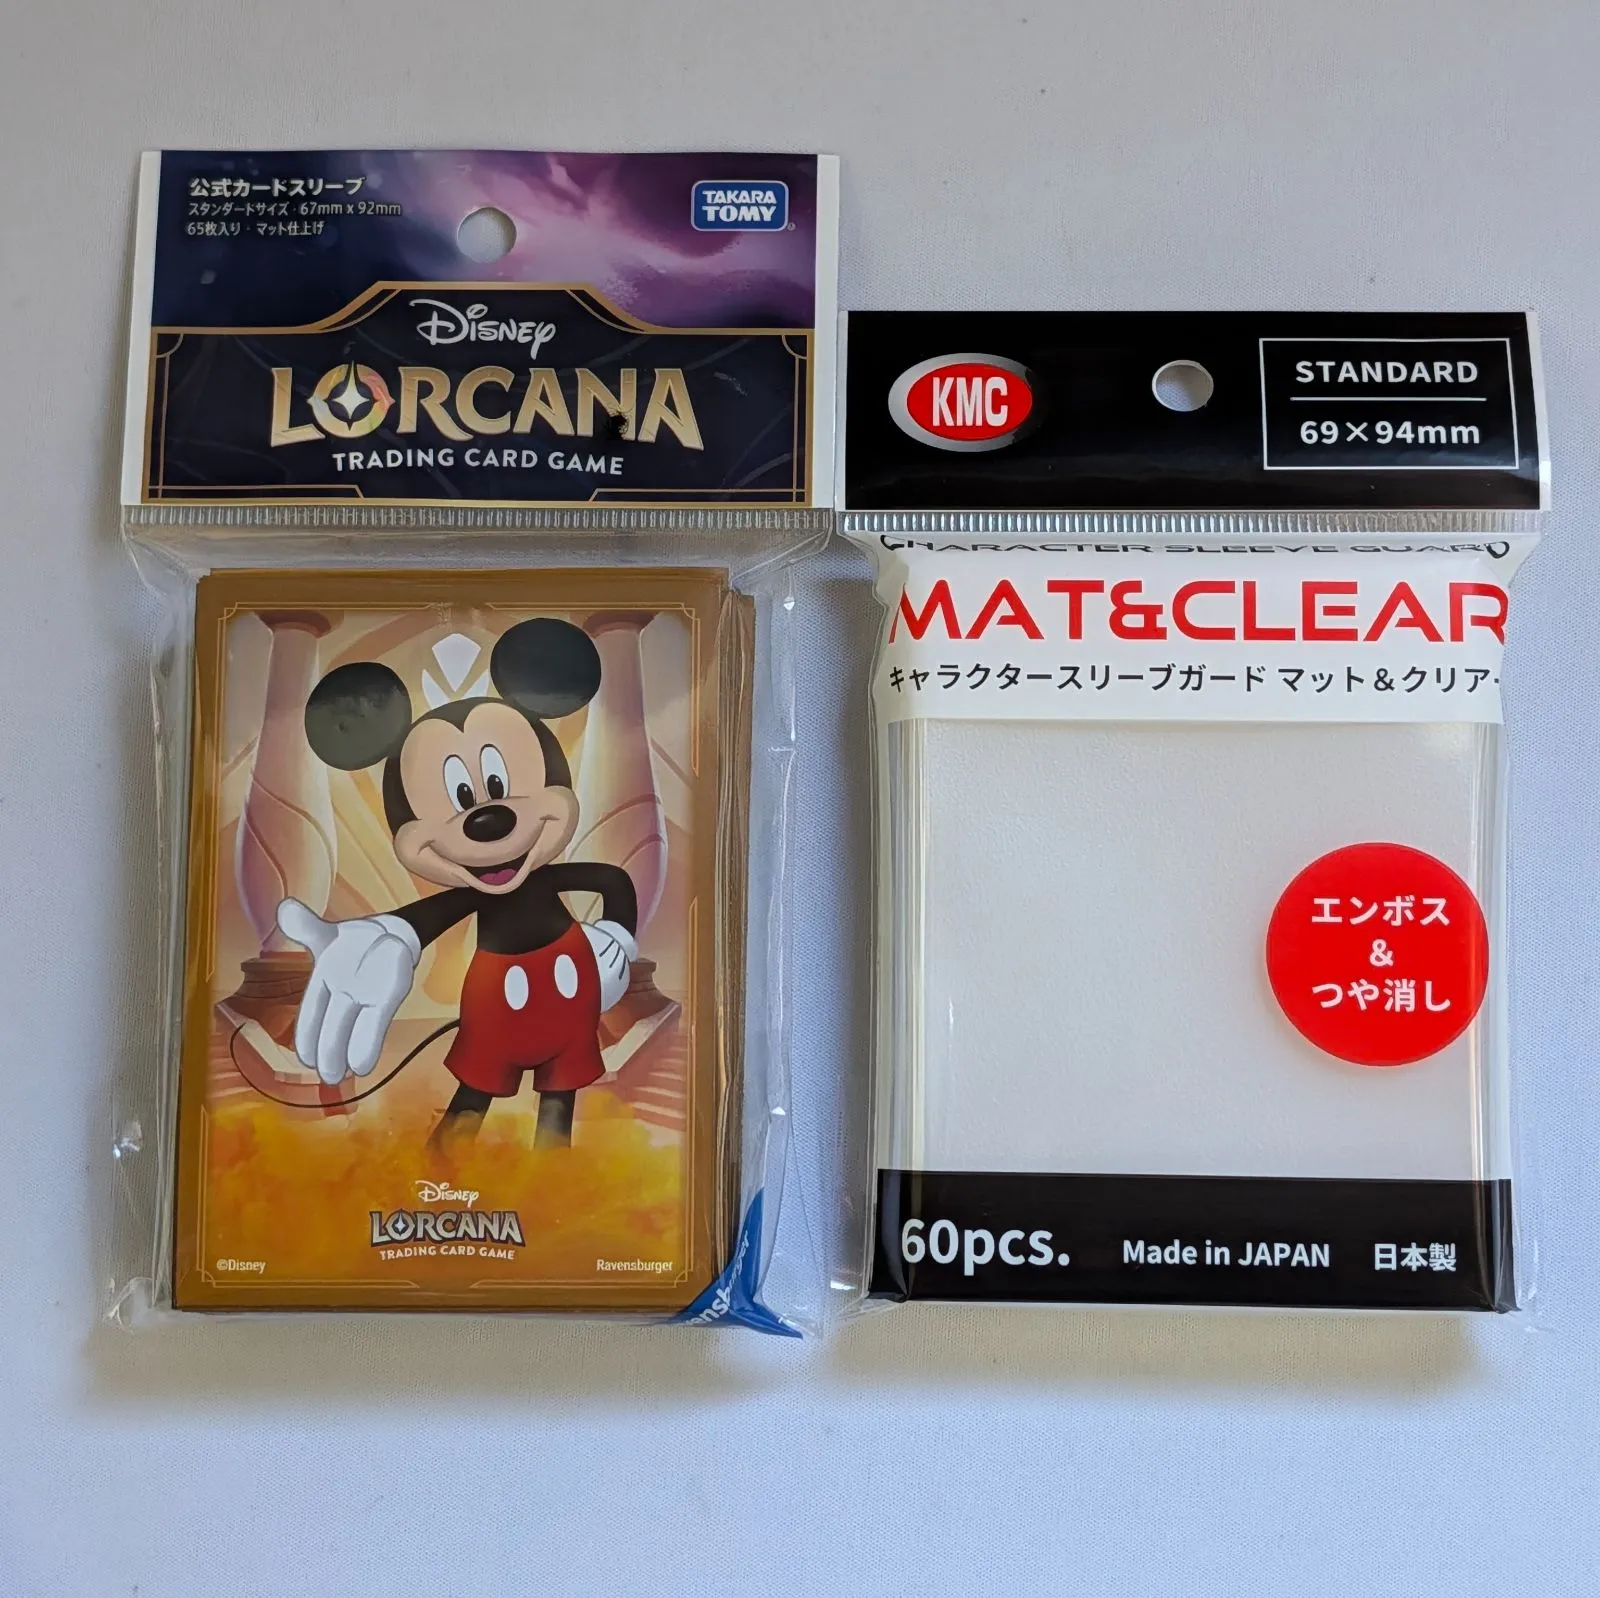 公式カードスリーブ
スタンダードサイズ・67mm x 92mm
65枚入り・マット仕上げ
TAKARA
TOMY
Disney
LORCANA
TRADING CARD GAME
Disney
LORCANA
TRADING CARD GAME
©Disney
Ravensburger
KMC
STANDARD
69×94mm
CHARACTER SLEEVE GUARD
MAT&CLEAR
キャラクタースリーブガード マット&クリア・
エンボス
&
つや消し
60pcs.
Made in JAPAN
日本製